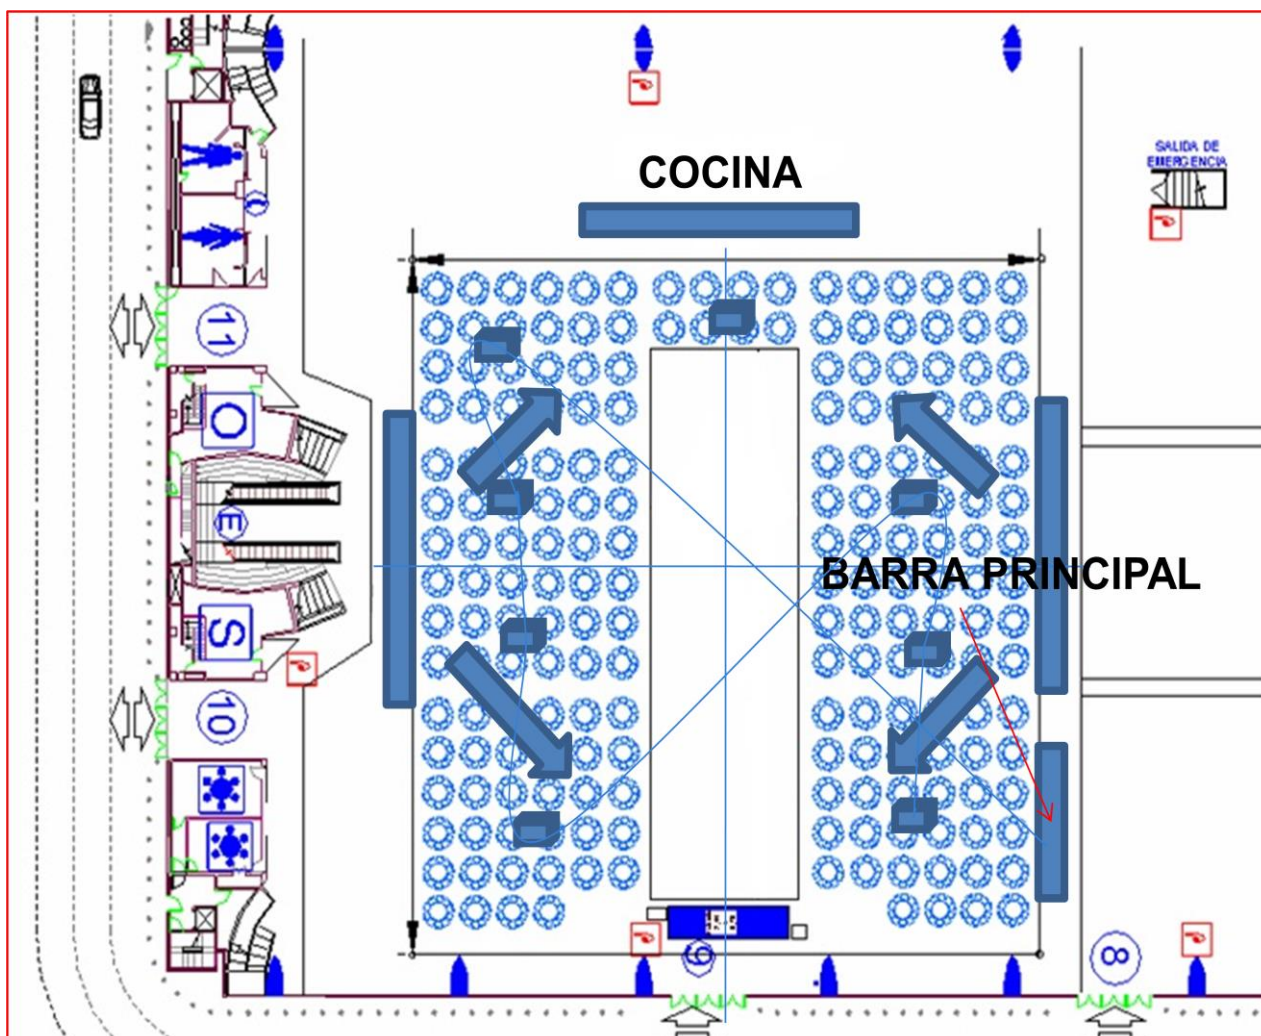 SALIDA DE
EMERGENCIA
COCINA
11
O
E
BARRA PRINCIPAL
S
10
9
8